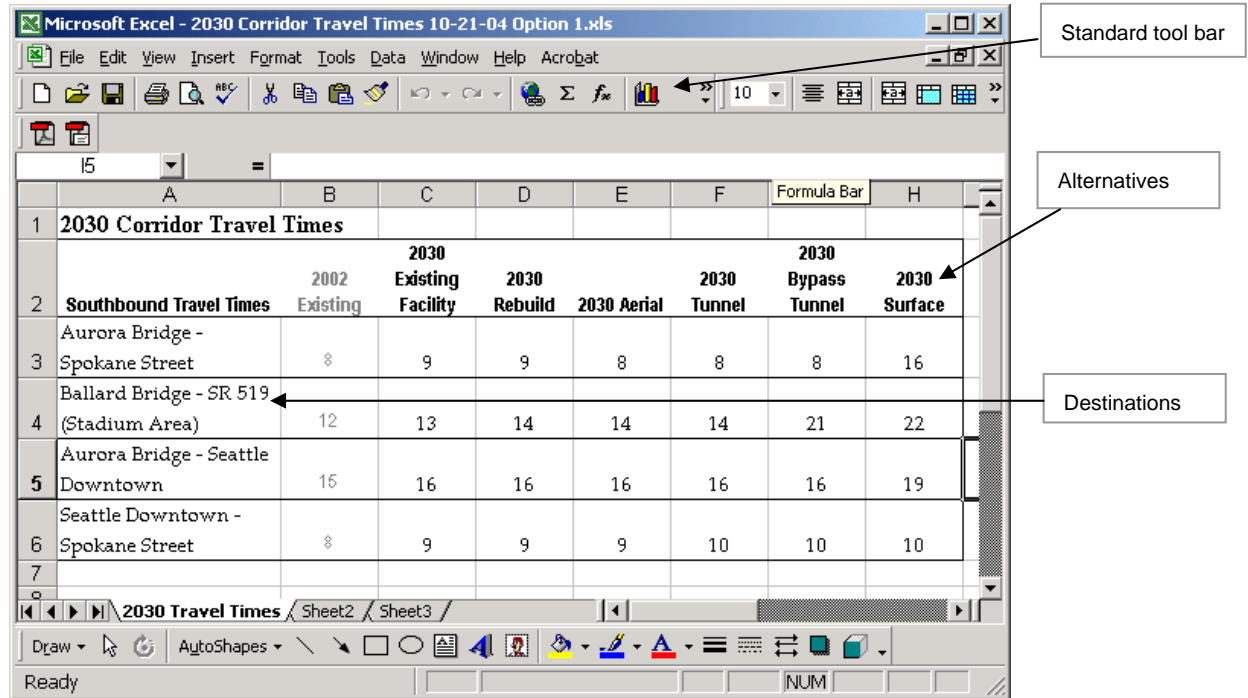 Microsoft Excel - 2030 Corridor Travel Times 10-21-04 Option 1.xls
Standard tool bar
File Edit View Insert Format Tools Data Window Help Acrobat
ABC Σ fx 10
I5 =
Alternatives
A B C D E F Formula Bar H
1 2030 Corridor Travel Times
2030 2030
2002 Existing 2030 2030 Bypass 2030
2 Southbound Travel Times Existing Facility Rebuild 2030 Aerial Tunnel Tunnel Surface
Aurora Bridge -
3 Spokane Street 8 9 9 8 8 8 16
Ballard Bridge - SR 519
Destinations
4 (Stadium Area) 12 13 14 14 14 21 22
Aurora Bridge - Seattle
5 Downtown 15 16 16 16 16 16 19
Seattle Downtown -
6 Spokane Street 8 9 9 9 10 10 10
7
2030 Travel Times Sheet2 Sheet3
Draw AutoShapes A A
Ready NUM